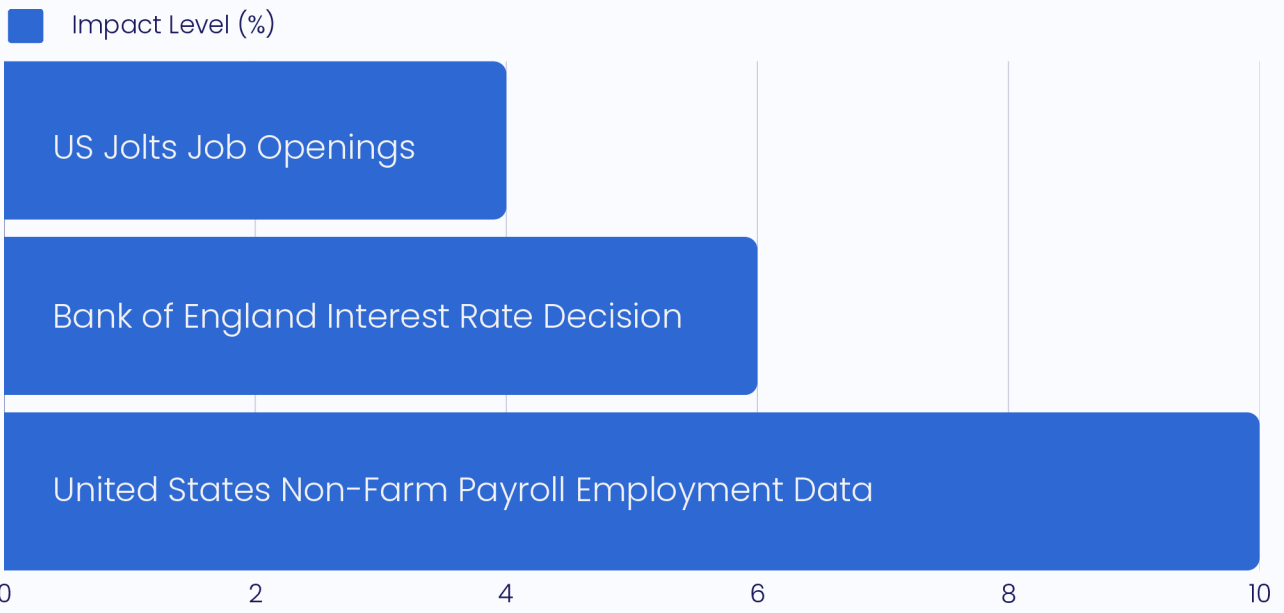 Impact Level (%)
US Jolts Job Openings
Bank of England Interest Rate Decision
United States Non-Farm Payroll Employment Data
0 2 4 6 8 10